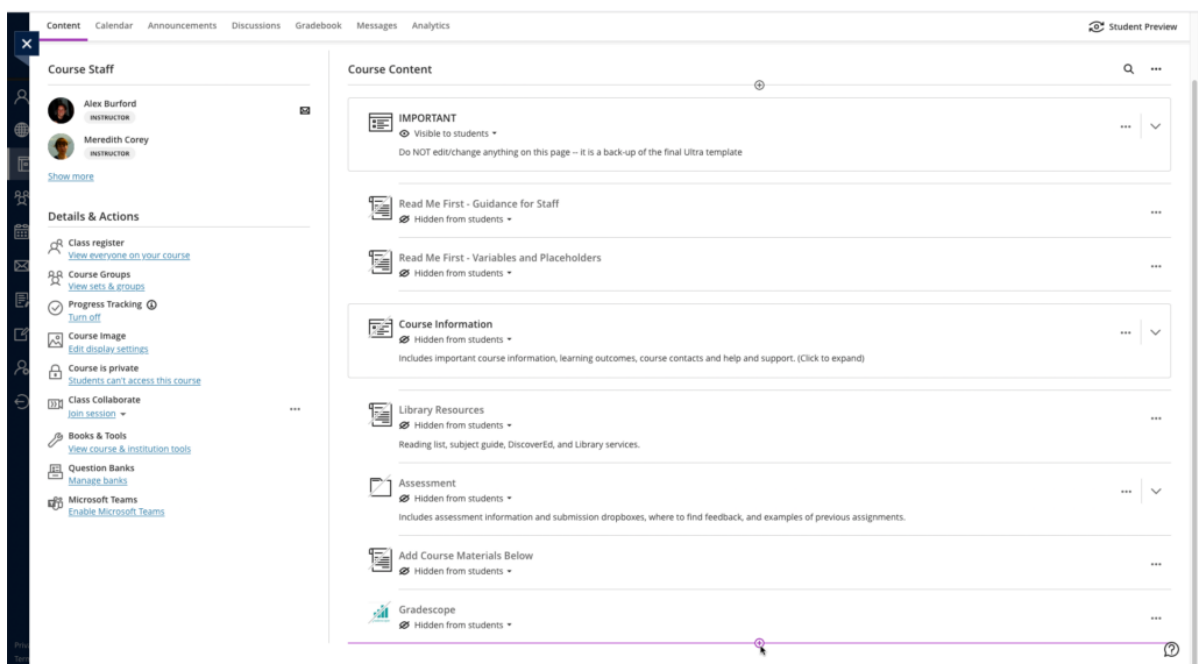 Content Calendar Announcements Discussions Gradebook Messages Analytics
Student Preview
Course Staff
Alex Burford
INSTRUCTOR
Meredith Corey
INSTRUCTOR
Show more
Details & Actions
Class register
View everyone on your course
Course Groups
View sets & groups
Progress Tracking
Turn off
Course Image
Edit display settings
Course is private
Students can't access this course
Class Collaborate
Join session
Books & Tools
View course & institution tools
Question Banks
Manage banks
Microsoft Teams
Enable Microsoft Teams
Course Content
IMPORTANT
Visible to students
Do NOT edit/change anything on this page -- it is a back-up of the final Ultra template
Read Me First - Guidance for Staff
Hidden from students
Read Me First - Variables and Placeholders
Hidden from students
Course Information
Hidden from students
Includes important course information, learning outcomes, course contacts and help and support. (Click to expand)
Library Resources
Hidden from students
Reading list, subject guide, DiscoverEd, and Library services.
Assessment
Hidden from students
Includes assessment information and submission dropboxes, where to find feedback, and examples of previous assignments.
Add Course Materials Below
Hidden from students
Gradescope
Hidden from students